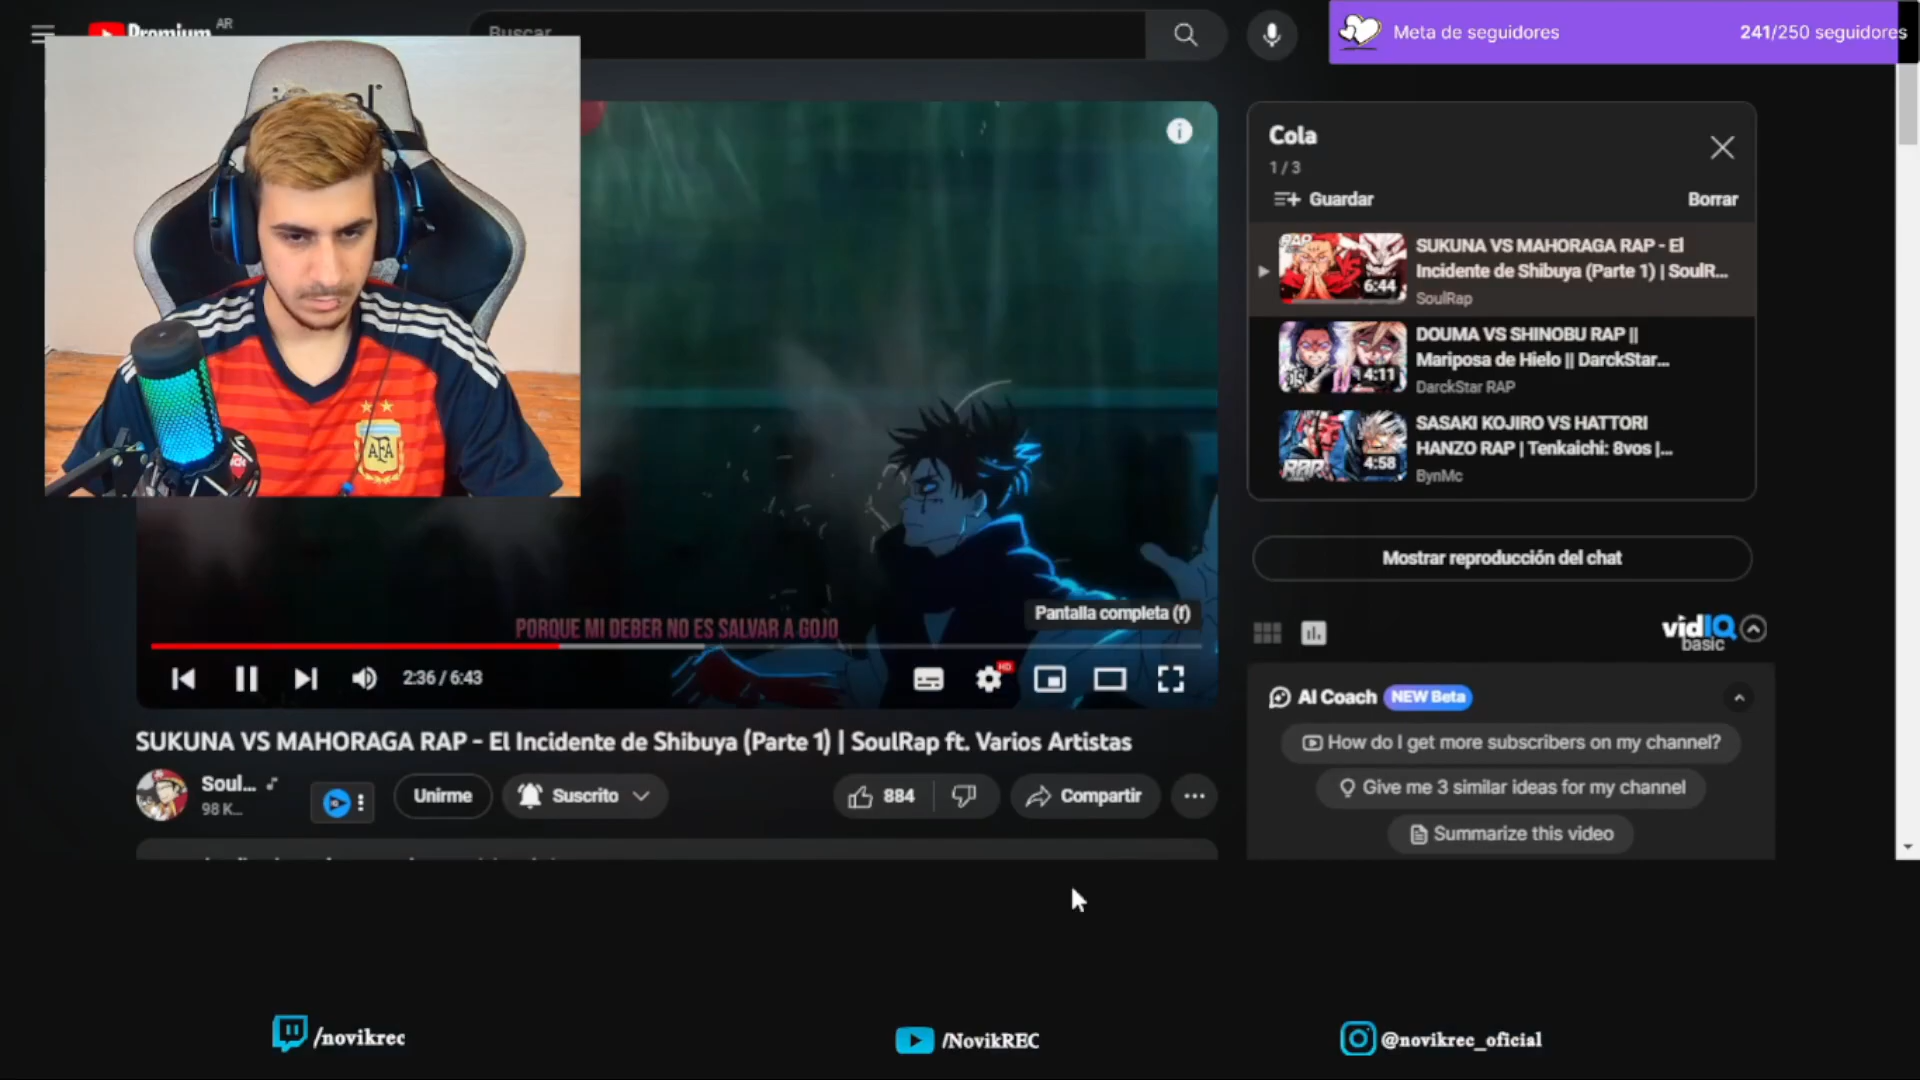 Premium AR
Buscar
Meta de seguidores
241/250 seguidores
Cola
1 / 3
Guardar
Borrar
RAP
VS
6:44
SUKUNA VS MAHORAGA RAP - El
Incidente de Shibuya (Parte 1) | SoulR...
SoulRap
4:11
DOUMA VS SHINOBU RAP ||
Mariposa de Hielo || DarckStar...
DarckStar RAP
RAP
4:58
SASAKI KOJIRO VS HATTORI
HANZO RAP | Tenkaichi: 8vos |...
BynMc
AFA
Mostrar reproducción del chat
PORQUE MI DEBER NO ES SALVAR A GOJO
Pantalla completa (f)
2:36 / 6:43
HD
vidIQ
basic
AI Coach NEW Beta
How do I get more subscribers on my channel?
Give me 3 similar ideas for my channel
Summarize this video
SUKUNA VS MAHORAGA RAP - El Incidente de Shibuya (Parte 1) | SoulRap ft. Varios Artistas
Soul...
98 K...
Unirme
Suscrito
884
Compartir
/novikrec
/NovikREC
@novikrec_oficial